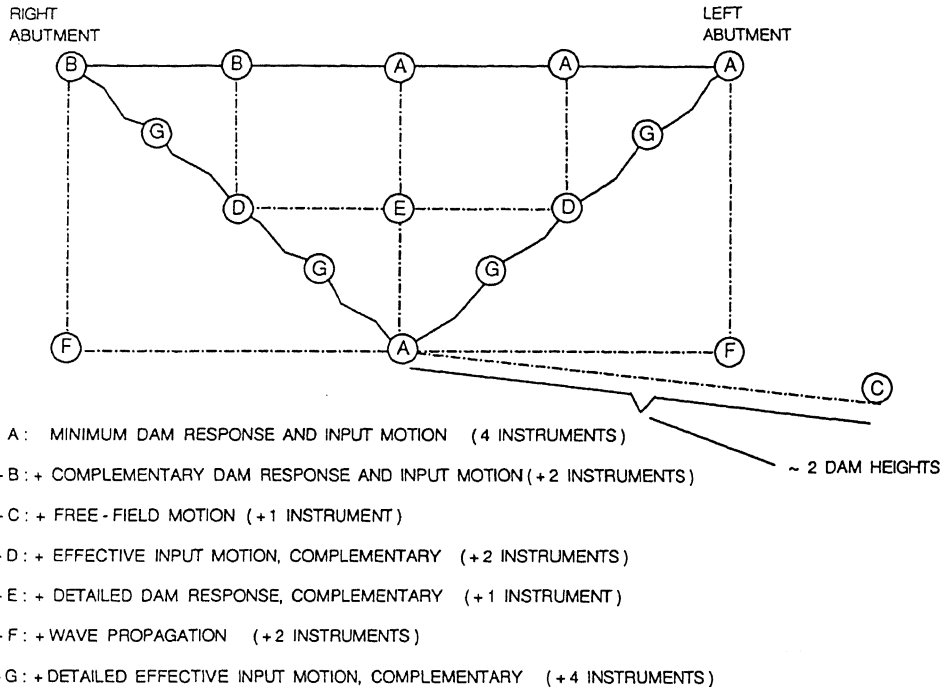 RIGHT
ABUTMENT
LEFT
ABUTMENT
B B A A A
G G
D E D
G G
F A F
C
A : MINIMUM DAM RESPONSE AND INPUT MOTION (4 INSTRUMENTS)
~ 2 DAM HEIGHTS
- B : + COMPLEMENTARY DAM RESPONSE AND INPUT MOTION (+2 INSTRUMENTS)
- C : + FREE-FIELD MOTION (+1 INSTRUMENT)
- D : + EFFECTIVE INPUT MOTION, COMPLEMENTARY (+2 INSTRUMENTS)
- E : + DETAILED DAM RESPONSE, COMPLEMENTARY (+1 INSTRUMENT)
- F : + WAVE PROPAGATION (+2 INSTRUMENTS)
- G : + DETAILED EFFECTIVE INPUT MOTION, COMPLEMENTARY (+4 INSTRUMENTS)